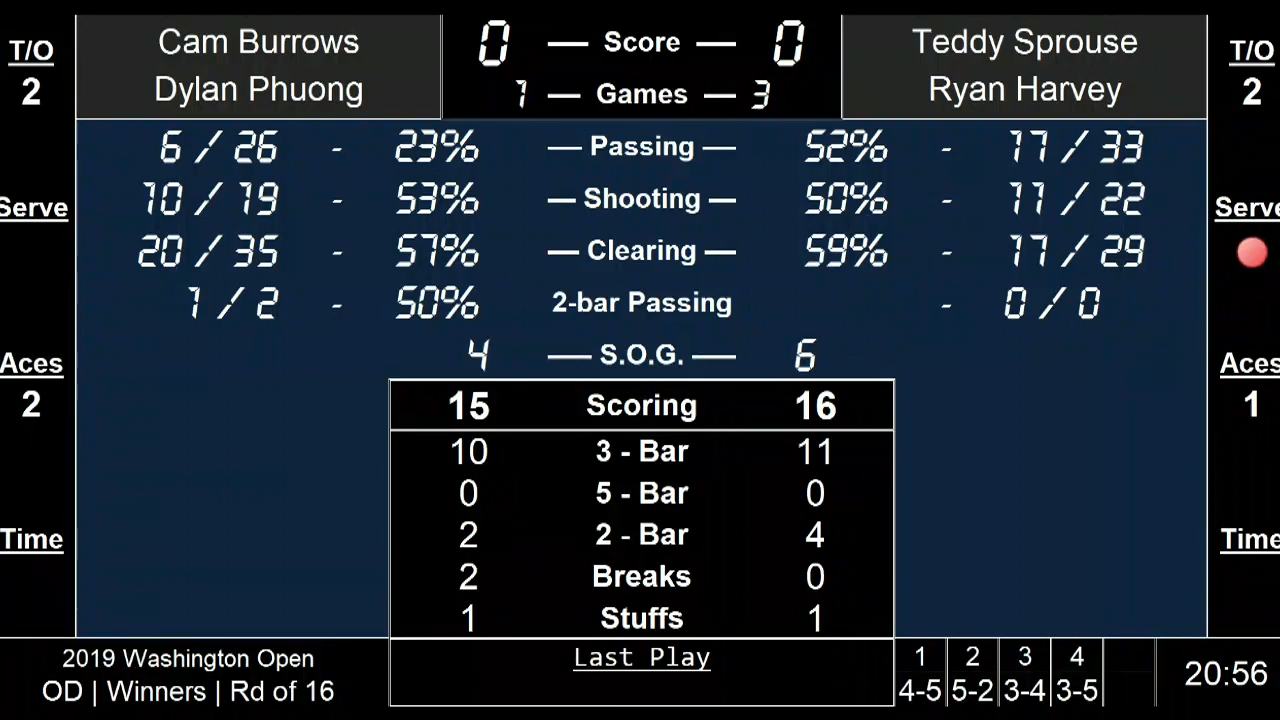 T/O
2
Cam Burrows
Dylan Phuong
0 — Score — 0
1 — Games — 3
Teddy Sprouse
Ryan Harvey
T/O
2
6 / 26 - 23% — Passing — 52% - 17 / 33
10 / 19 - 53% — Shooting — 50% - 11 / 22
20 / 35 - 57% — Clearing — 59% - 17 / 29
1 / 2 - 50% 2-bar Passing - 0 / 0
4 — S.O.G. — 6
Serve
Serve
Aces
2
Aces
1
Time
Time
15 Scoring 16
10 3 - Bar 11
0 5 - Bar 0
2 2 - Bar 4
2 Breaks 0
1 Stuffs 1
2019 Washington Open
OD | Winners | Rd of 16
Last Play
1 2 3 4
4-5 5-2 3-4 3-5
20:56